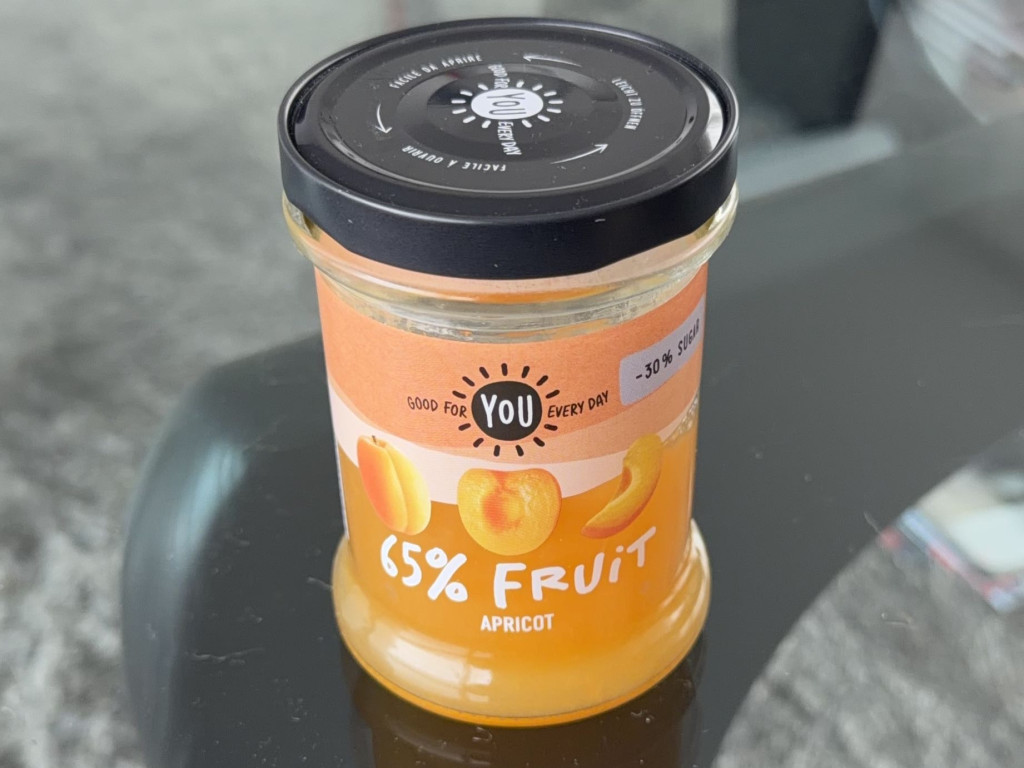 FACILE DA APRIRE
LEICHT ZU ÖFFNEN
FACILE À OUVRIR
GOOD FOR
YOU
EVERY DAY
-30% SUGAR
GOOD FOR YOU EVERY DAY
65% FRUiT
APRICOT